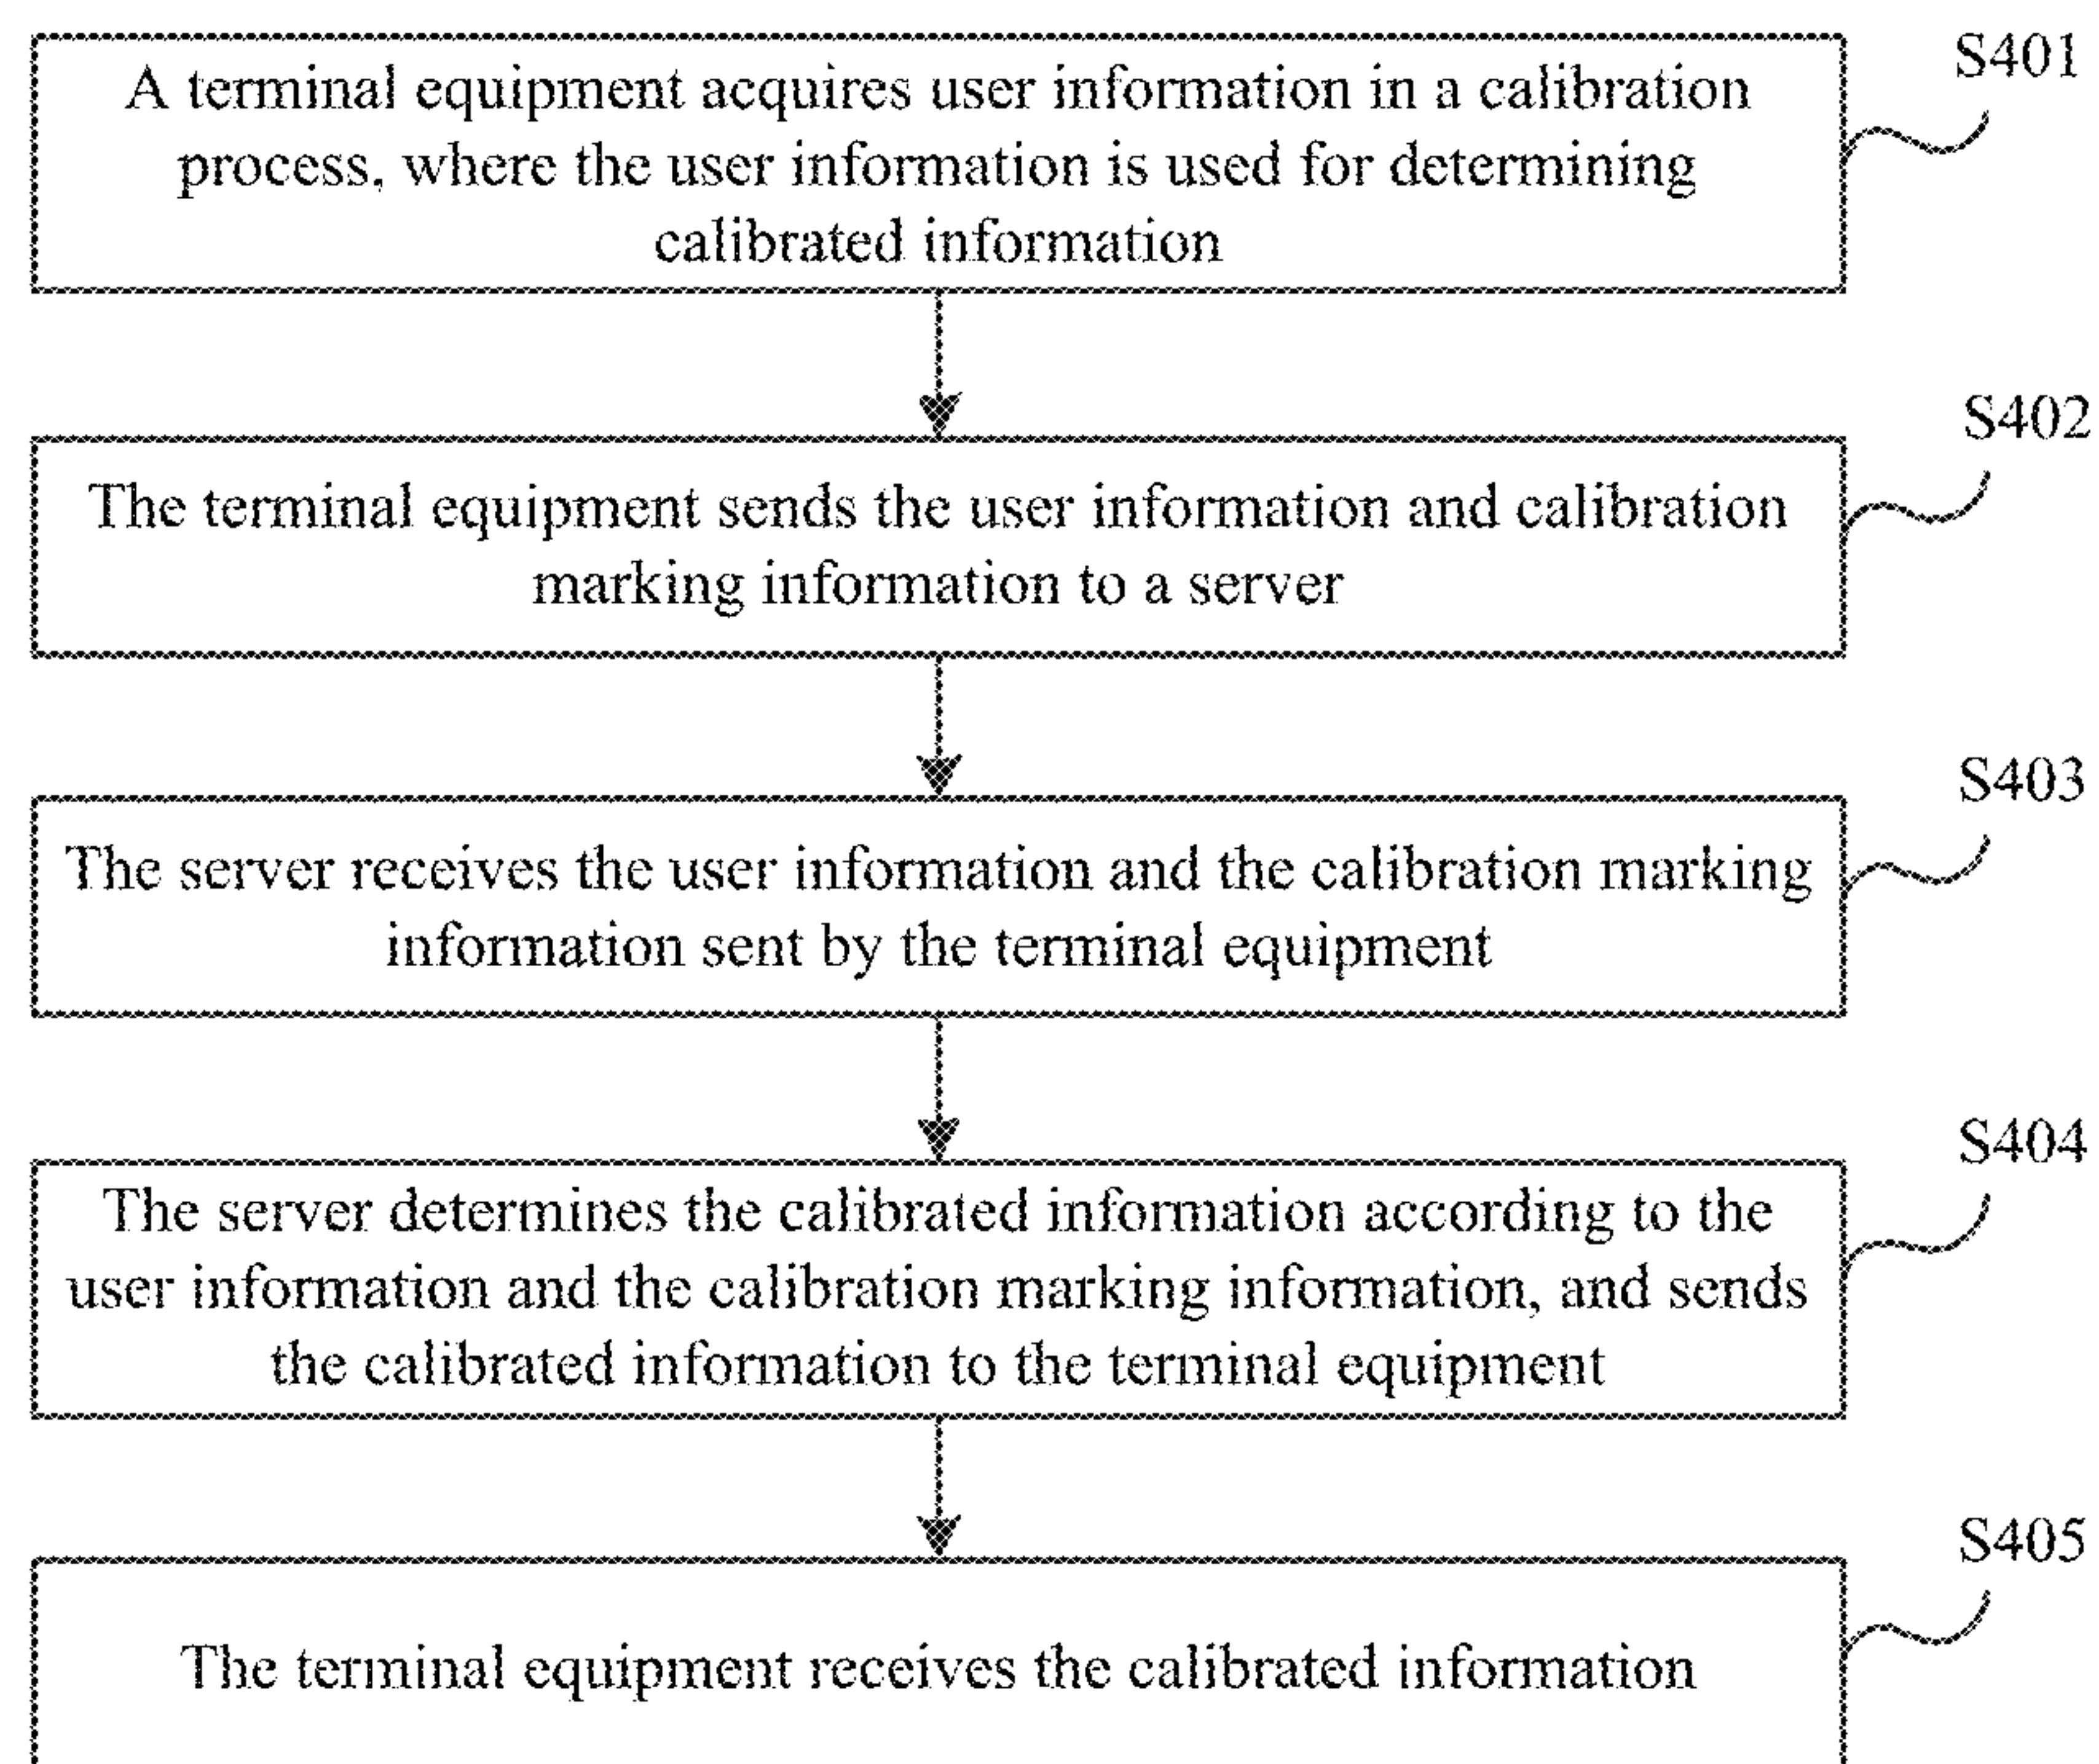 S401
A terminal equipment acquires user information in a calibration
process, where the user information is used for determining
calibrated information
S402
The terminal equipment sends the user information and calibration
marking information to a server
S403
The server receives the user information and the calibration marking
information sent by the terminal equipment
S404
The server determines the calibrated information according to the
user information and the calibration marking information, and sends
the calibrated information to the terminal equipment
S405
The terminal equipment receives the calibrated information